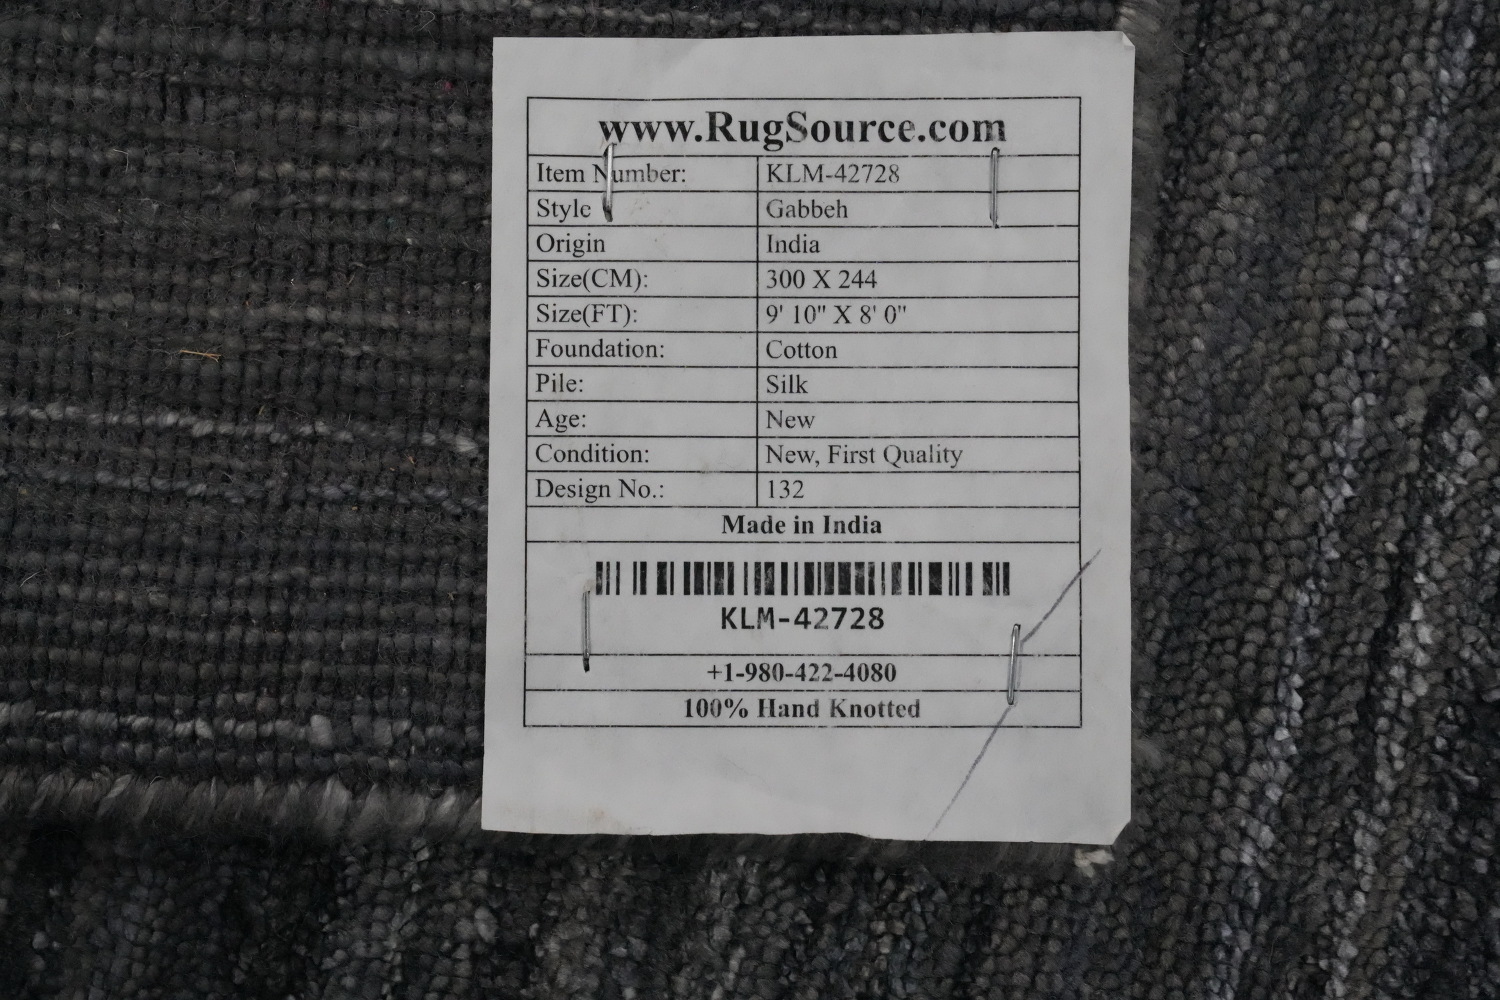 www.RugSource.com
Item Number: KLM-42728
Style Gabbeh
Origin India
Size(CM): 300 X 244
Size(FT): 9' 10" X 8' 0"
Foundation: Cotton
Pile: Silk
Age: New
Condition: New, First Quality
Design No.: 132
Made in India
KLM-42728
+1-980-422-4080
100% Hand Knotted